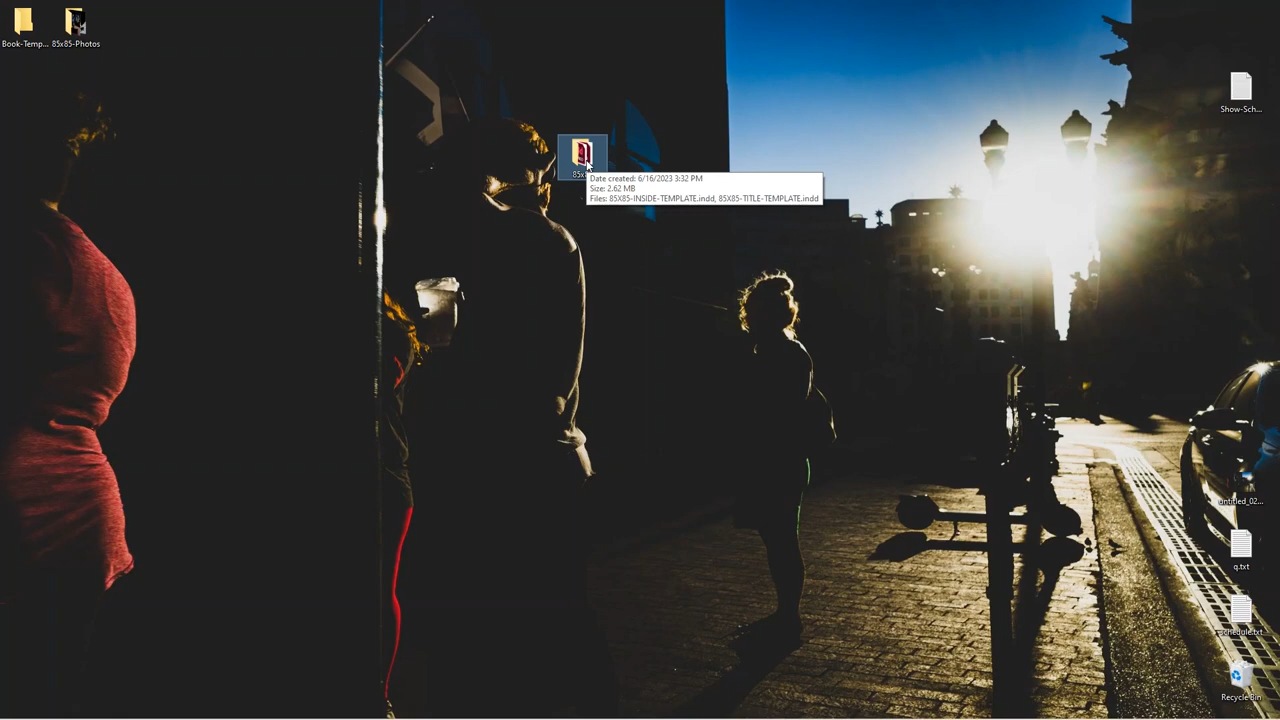 Book-Temp... 85x85-Photos
Show-Sch...
Date created: 6/16/2023 3:32 PM
Size: 2.62 MB
Files: 85X85-INSIDE-TEMPLATE.indd, 85X85-TITLE-TEMPLATE.indd
untitled_02...
q.txt
schedule.txt
Recycle Bin